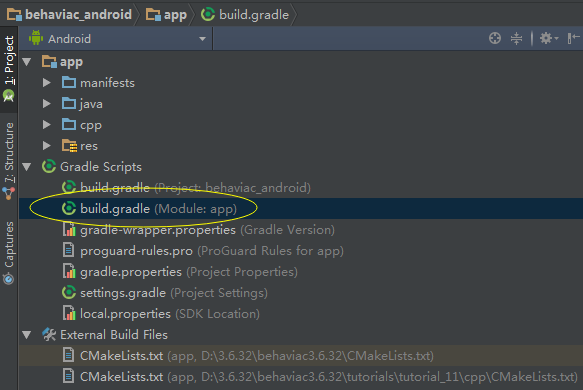 behaviac_android app build.gradle
Android
1: Project
app
manifests
java
cpp
res
7: Structure
Gradle Scripts
build.gradle (Project: behaviac_android)
build.gradle (Module: app)
gradle-wrapper.properties (Gradle Version)
proguard-rules.pro (ProGuard Rules for app)
Captures
gradle.properties (Project Properties)
settings.gradle (Project Settings)
local.properties (SDK Location)
External Build Files
CMakeLists.txt (app, D:\3.6.32\behaviac3.6.32\CMakeLists.txt)
CMakeLists.txt (app, D:\3.6.32\behaviac3.6.32\tutorials\tutorial_11\cpp\CMakeLists.txt)